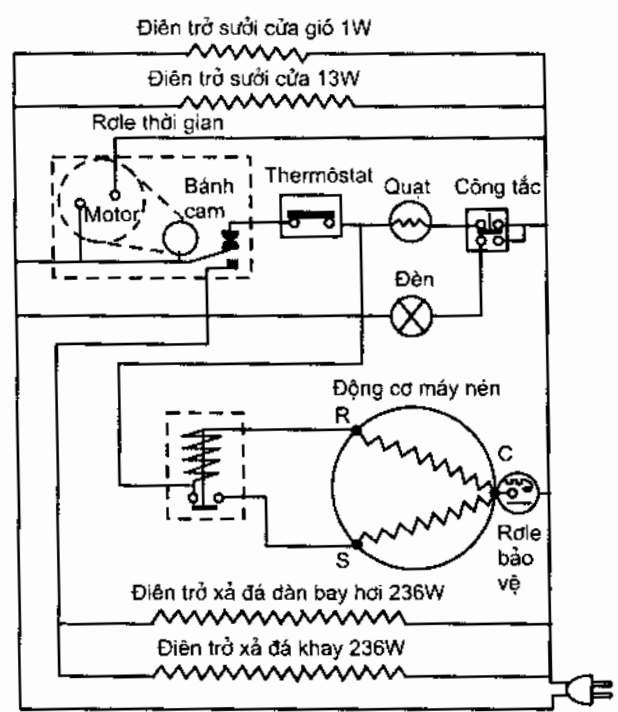 Điên trở sưởi cửa gió 1W
Điên trở sưởi cửa 13W
Rơle thời gian
Motor
Bánh
cam
Thermôstat
Quạt
Công tắc
Đèn
Động cơ máy nén
R
C
S
Rơle
bảo
vệ
Điên trở xả đá dàn bay hơi 236W
Điên trở xả đá khay 236W